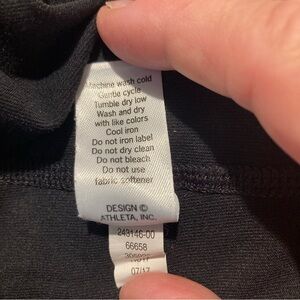 Machine wash cold
Gentle cycle
Tumble dry low
Wash and dry
with like colors
Cool iron
Do not iron label
Do not dry clean
Do not bleach
Do not use
fabric softener
DESIGN ©
ATHLETA, INC.
249146-00
66658
07/17